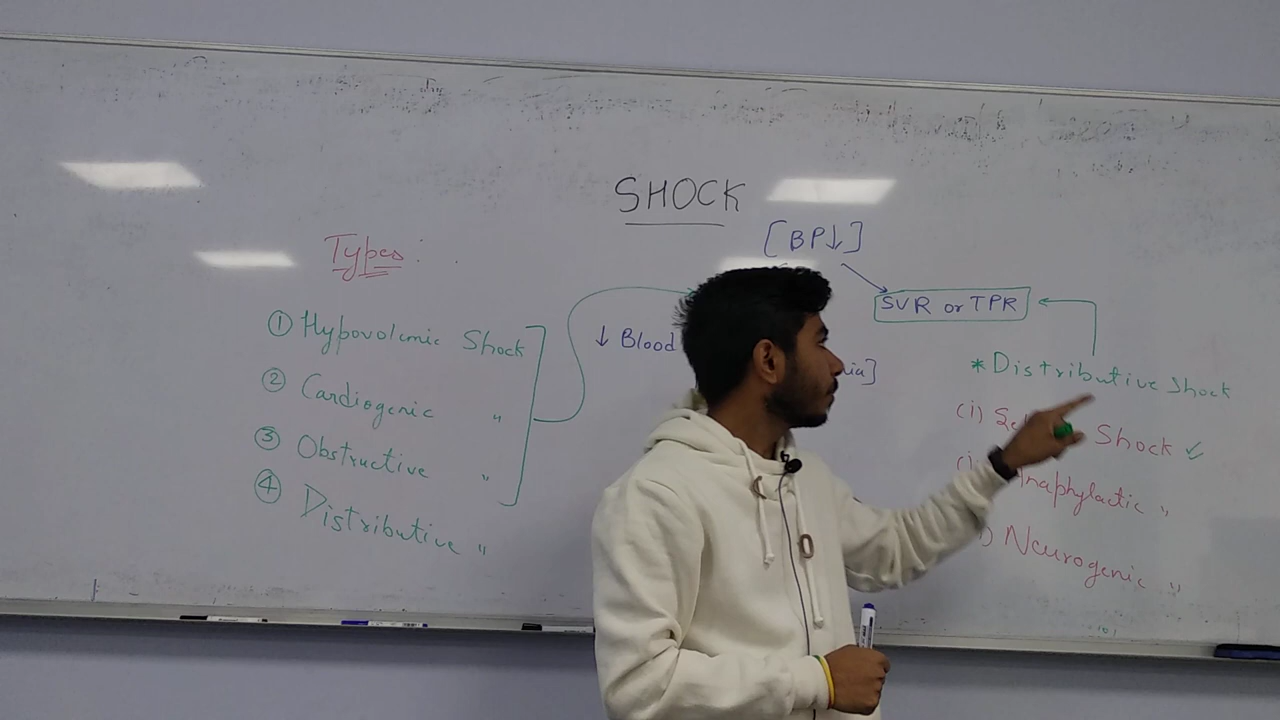 SHOCK
[BP↓]
Types:
SVR or TPR
① Hypovolemic Shock
↓ Blood
② Cardiogenic "
③ Obstructive "
④ Distributive "
* Distributive Shock
(i) Shock ✓
Anaphylactic "
Neurogenic "